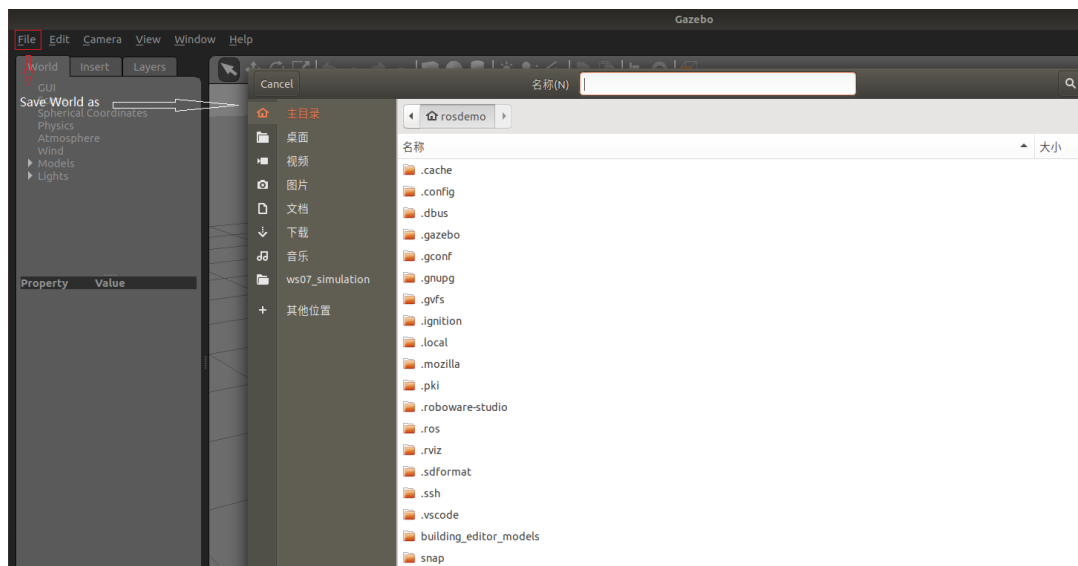 Gazebo
File Edit Camera View Window Help
World Insert Layers
Cancel
名称(N)
GUI
Save World as
Spherical Coordinates
Physics
Atmosphere
Wind
Models
Lights
Property Value
主目录
桌面
视频
图片
文档
下载
音乐
ws07_simulation
其他位置
rosdemo
名称 大小
.cache
.config
.dbus
.gazebo
.gconf
.gnupg
.gvfs
.ignition
.local
.mozilla
.pki
.roboware-studio
.ros
.rviz
.sdformat
.ssh
.vscode
building_editor_models
snap